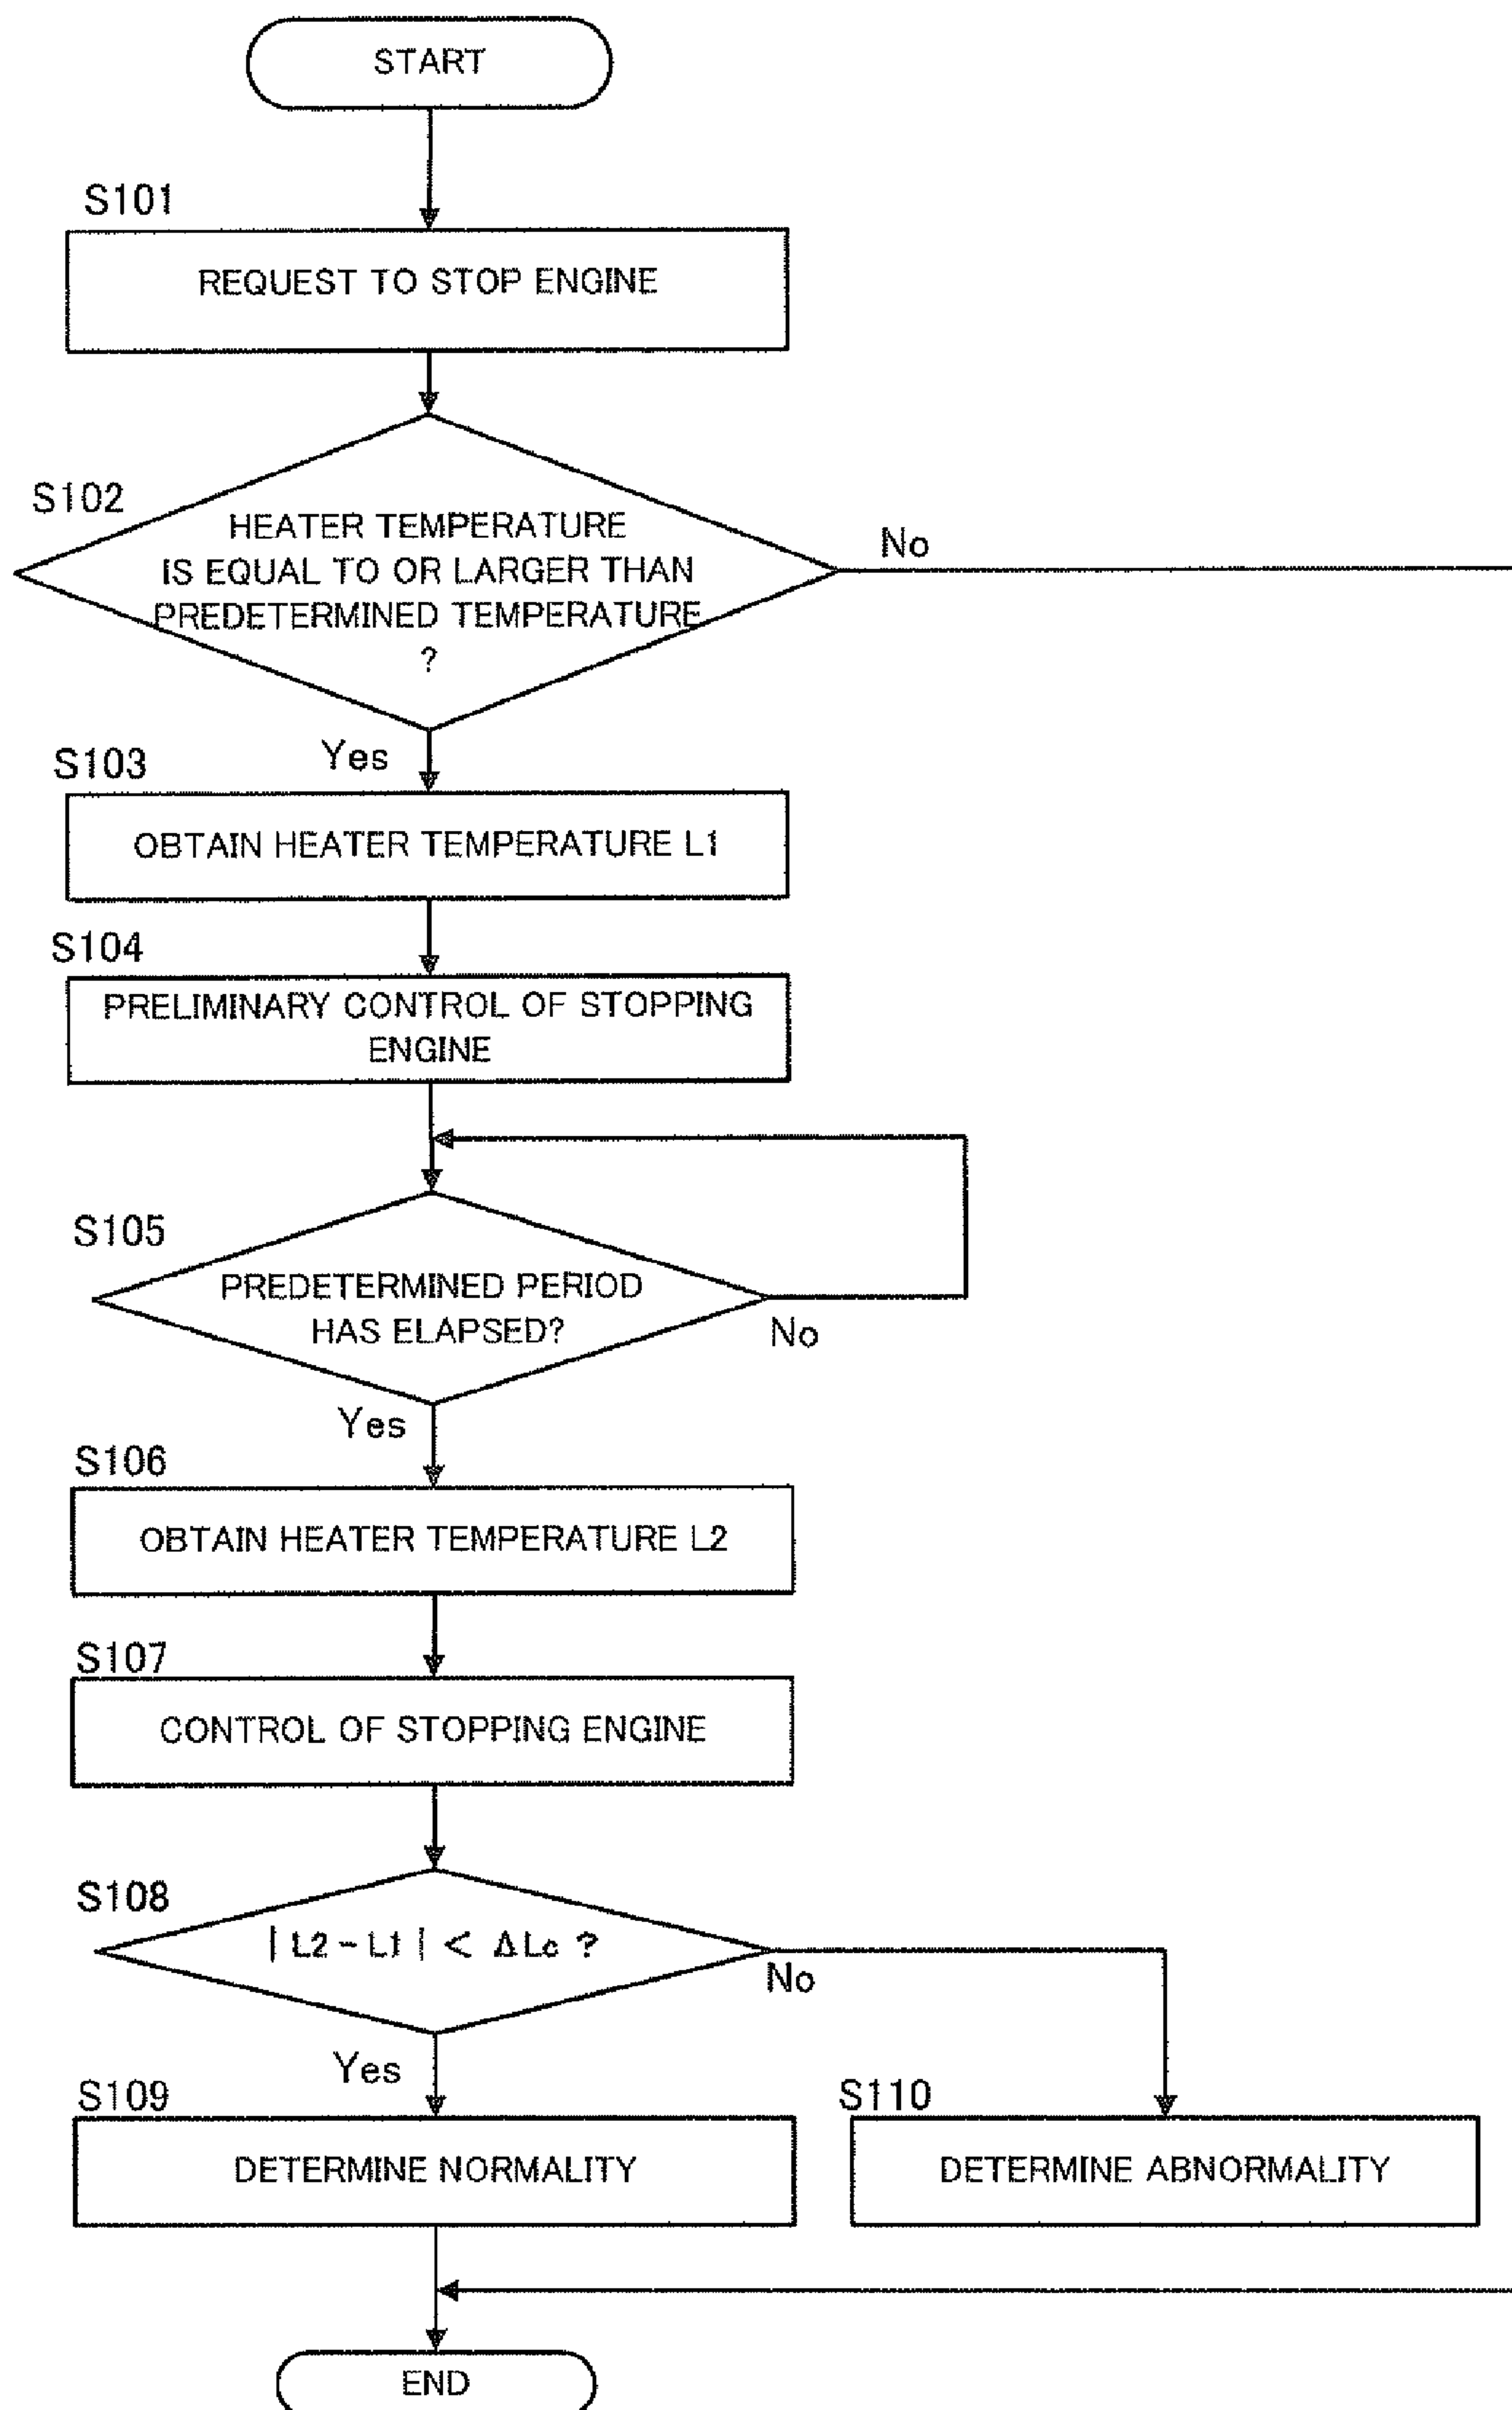 START
S101
REQUEST TO STOP ENGINE
S102
HEATER TEMPERATURE
IS EQUAL TO OR LARGER THAN
PREDETERMINED TEMPERATURE
?
No
Yes
S103
OBTAIN HEATER TEMPERATURE L1
S104
PRELIMINARY CONTROL OF STOPPING
ENGINE
S105
PREDETERMINED PERIOD
HAS ELAPSED?
No
Yes
S106
OBTAIN HEATER TEMPERATURE L2
S107
CONTROL OF STOPPING ENGINE
S108
| L2 - L1 | < ΔLc ?
No
Yes
S109
DETERMINE NORMALITY
S110
DETERMINE ABNORMALITY
END